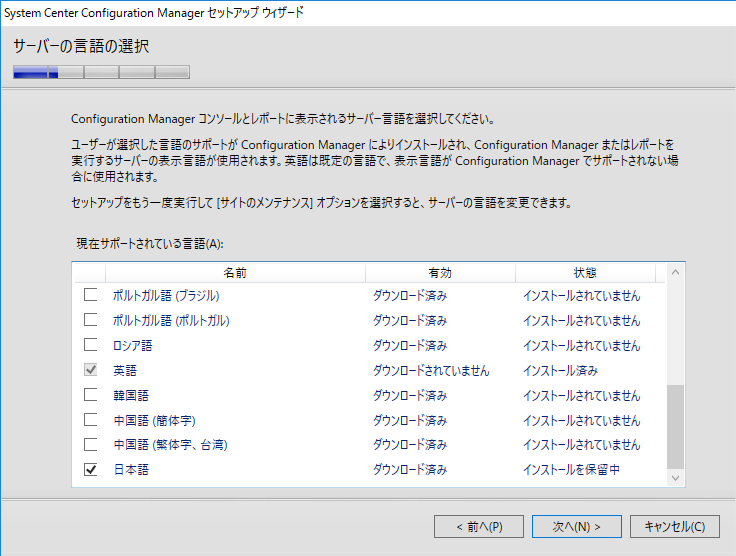 System Center Configuration Manager セットアップ ウィザード
サーバーの言語の選択
Configuration Manager コンソールとレポートに表示されるサーバー言語を選択してください。
ユーザーが選択した言語のサポートが Configuration Manager によりインストールされ、Configuration Manager またはレポートを
実行するサーバーの表示言語が使用されます。英語は既定の言語で、表示言語が Configuration Manager でサポートされない場
合に使用されます。
セットアップをもう一度実行して [サイトのメンテナンス] オプションを選択すると、サーバーの言語を変更できます。
現在サポートされている言語(A):
名前 有効 状態
ポルトガル語 (ブラジル) ダウンロード済み インストールされていません
ポルトガル語 (ポルトガル) ダウンロード済み インストールされていません
ロシア語 ダウンロード済み インストールされていません
英語 ダウンロードされていません インストール済み
韓国語 ダウンロード済み インストールされていません
中国語 (簡体字) ダウンロード済み インストールされていません
中国語 (繁体字、台湾) ダウンロード済み インストールされていません
日本語 ダウンロード済み インストールを保留中
< 前へ(P) 次へ(N) > キャンセル(C)